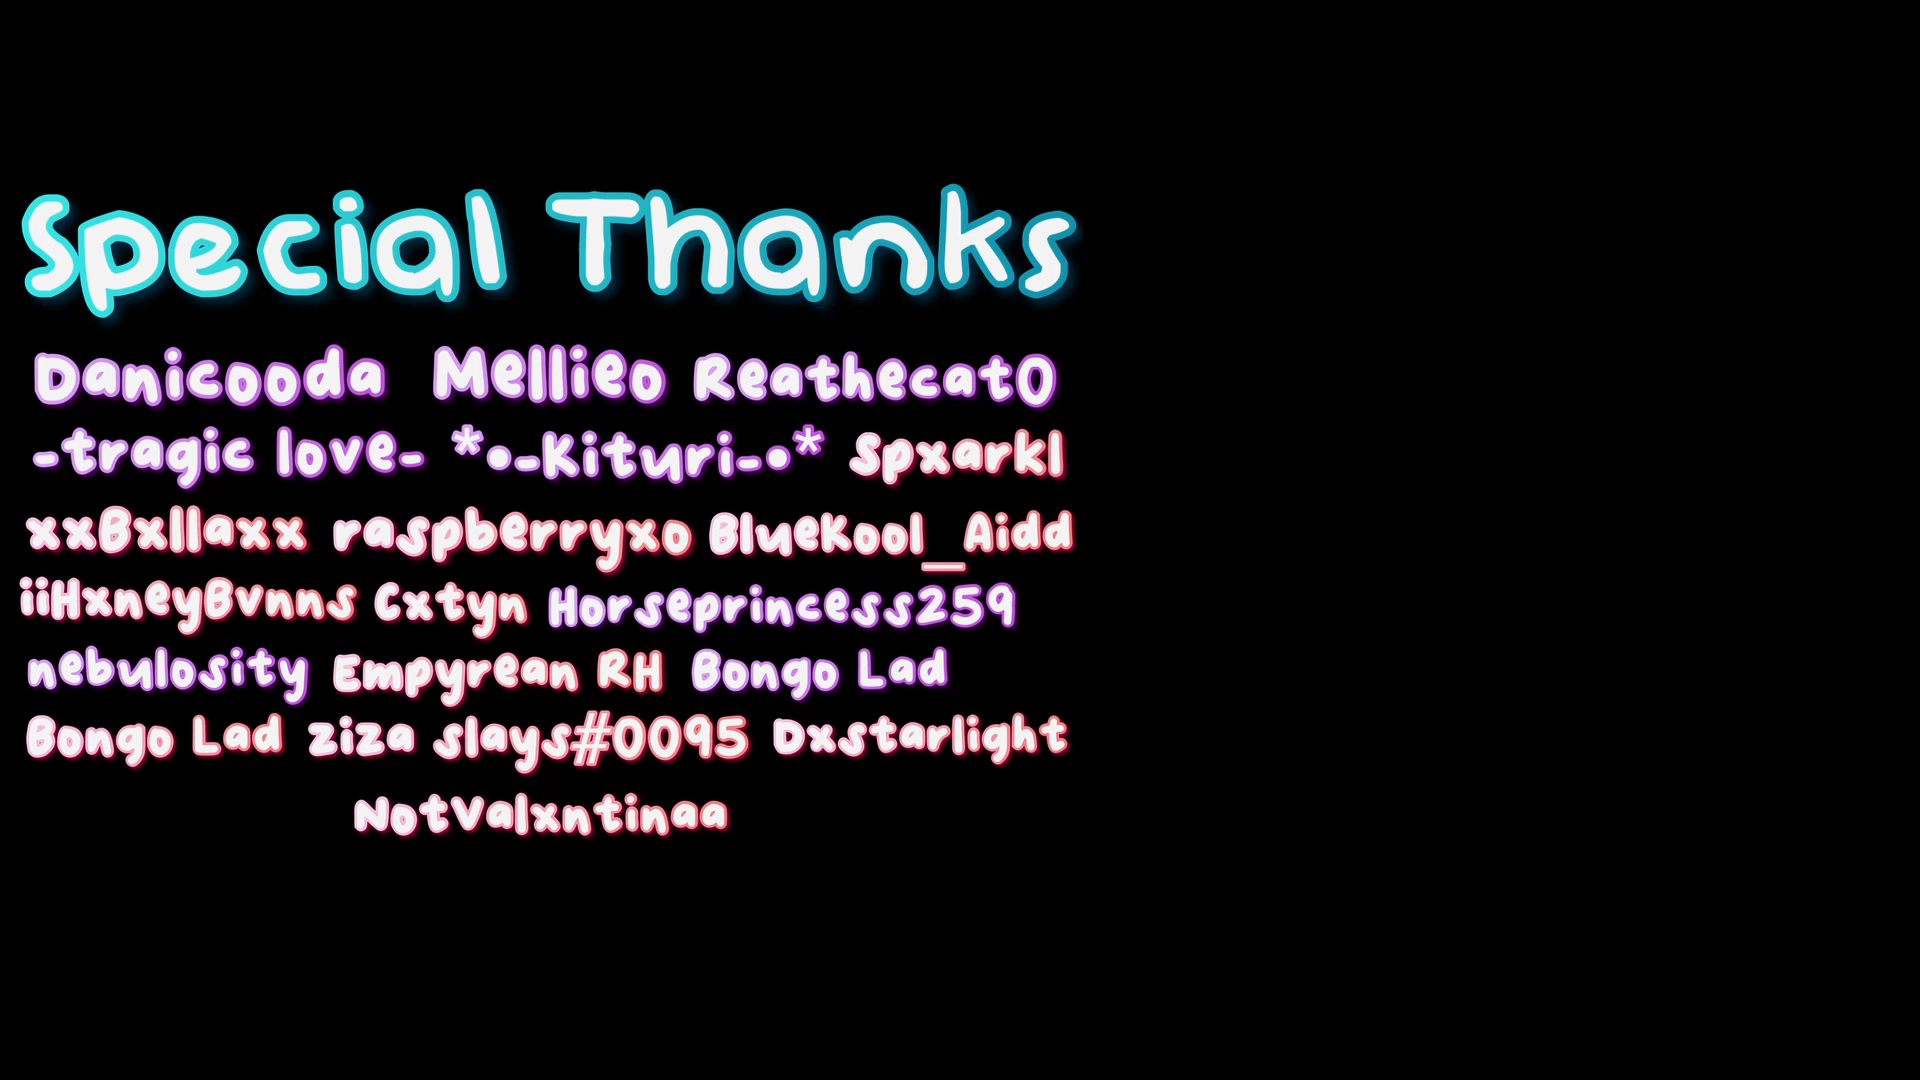 Special Thanks
Danicooda Mellieo Reathecat0
-tragic love- *•-Kituri-•* Spxarkl
xxBxllaxx raspberryxo BlueKool_Aidd
iiHxneyBvnns Cxtyn Horseprincess259
nebulosity Empyrean RH Bongo Lad
Bongo Lad ziza slays#0095 Dxstarlight
NotValxntinaa